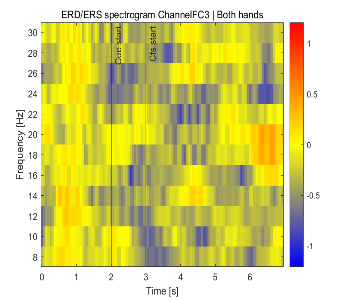 ERD/ERS spectrogram ChannelFC3 | Both hands
Frequency [Hz]
30
28
26
24
22
20
18
16
14
12
10
8
Cue start
Cfs start
1
0.5
0
-0.5
-1
0 1 2 3 4 5 6
Time [s]